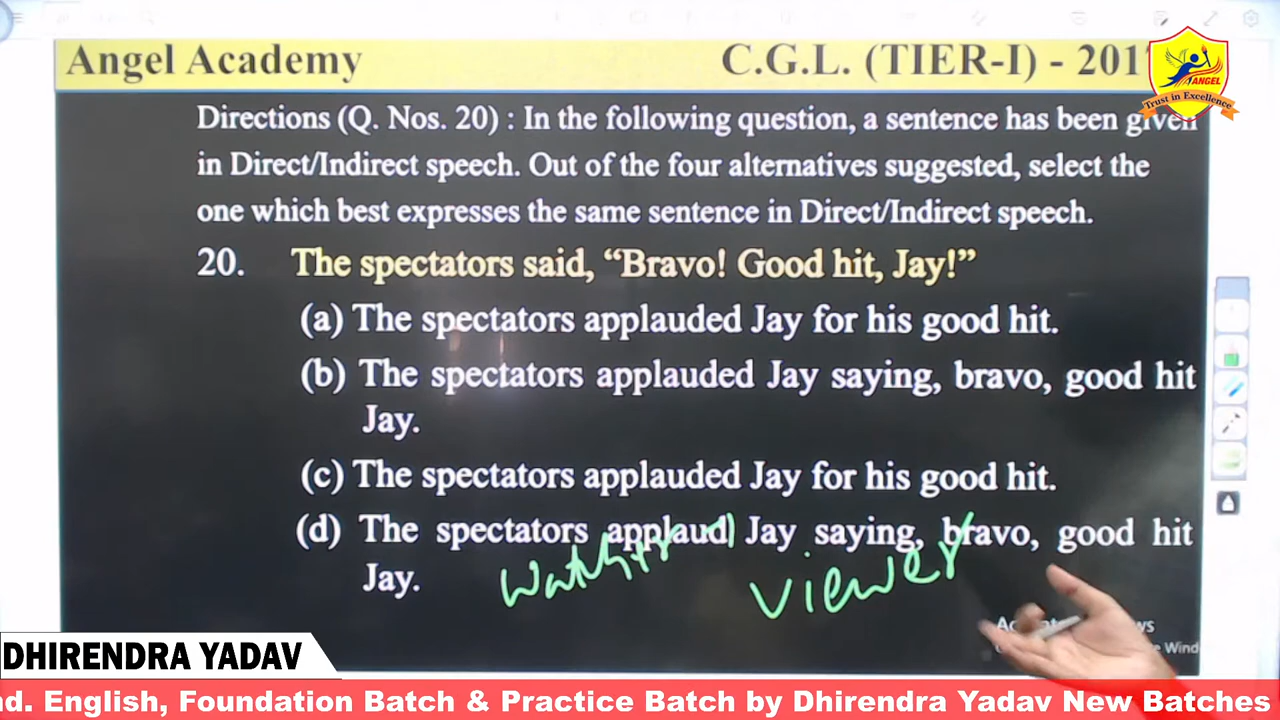 Angel Academy C.G.L. (TIER-I) - 201
ANGEL
Trust in Excellence
Directions (Q. Nos. 20) : In the following question, a sentence has been given
in Direct/Indirect speech. Out of the four alternatives suggested, select the
one which best expresses the same sentence in Direct/Indirect speech.
20. The spectators said, “Bravo! Good hit, Jay!”
(a) The spectators applauded Jay for his good hit.
(b) The spectators applauded Jay saying, bravo, good hit
Jay.
(c) The spectators applauded Jay for his good hit.
(d) The spectators applaud Jay saying, bravo, good hit
Jay.
viewer
DHIRENDRA YADAV
nd. English, Foundation Batch & Practice Batch by Dhirendra Yadav New Batches